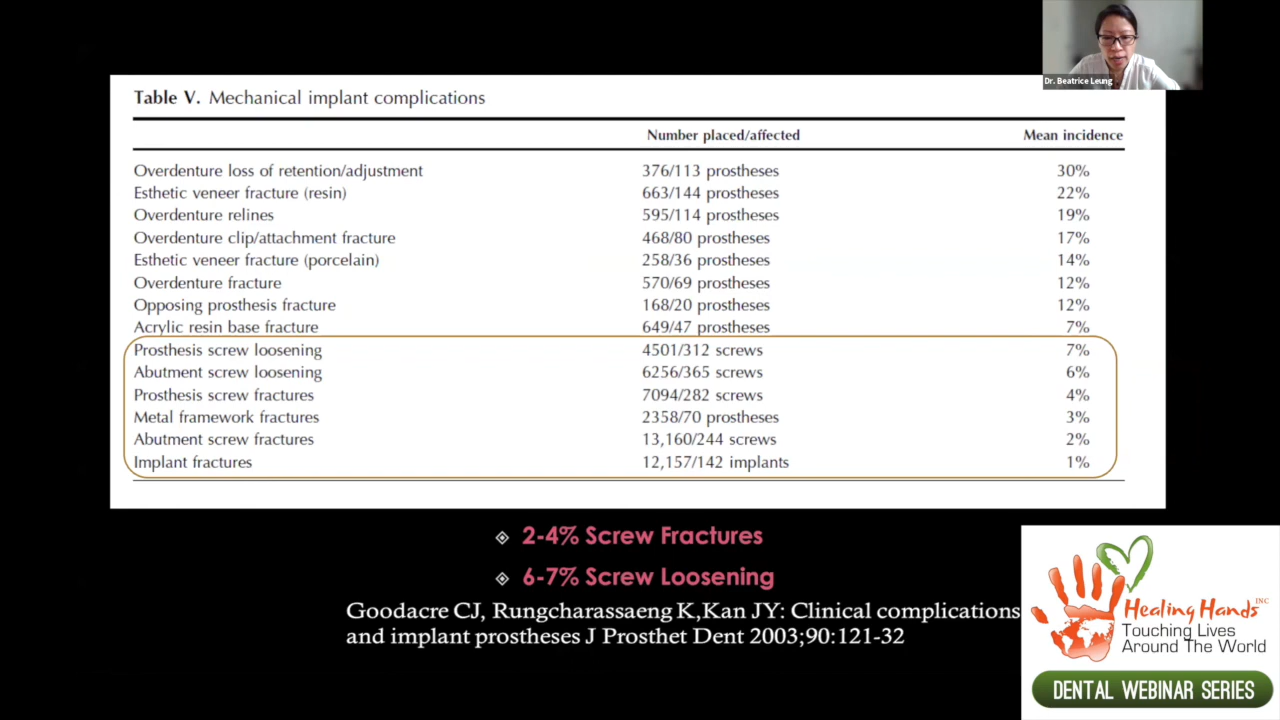 Dr. Beatrice Leung
Table V. Mechanical implant complications
Number placed/affected Mean incidence
Overdenture loss of retention/adjustment 376/113 prostheses 30%
Esthetic veneer fracture (resin) 663/144 prostheses 22%
Overdenture relines 595/114 prostheses 19%
Overdenture clip/attachment fracture 468/80 prostheses 17%
Esthetic veneer fracture (porcelain) 258/36 prostheses 14%
Overdenture fracture 570/69 prostheses 12%
Opposing prosthesis fracture 168/20 prostheses 12%
Acrylic resin base fracture 649/47 prostheses 7%
Prosthesis screw loosening 4501/312 screws 7%
Abutment screw loosening 6256/365 screws 6%
Prosthesis screw fractures 7094/282 screws 4%
Metal framework fractures 2358/70 prostheses 3%
Abutment screw fractures 13,160/244 screws 2%
Implant fractures 12,157/142 implants 1%
2-4% Screw Fractures
6-7% Screw Loosening
Goodacre CJ, Rungcharassaeng K,Kan JY: Clinical complications
and implant prostheses J Prosthet Dent 2003;90:121-32
Healing Hands INC
Touching Lives
Around The World
DENTAL WEBINAR SERIES